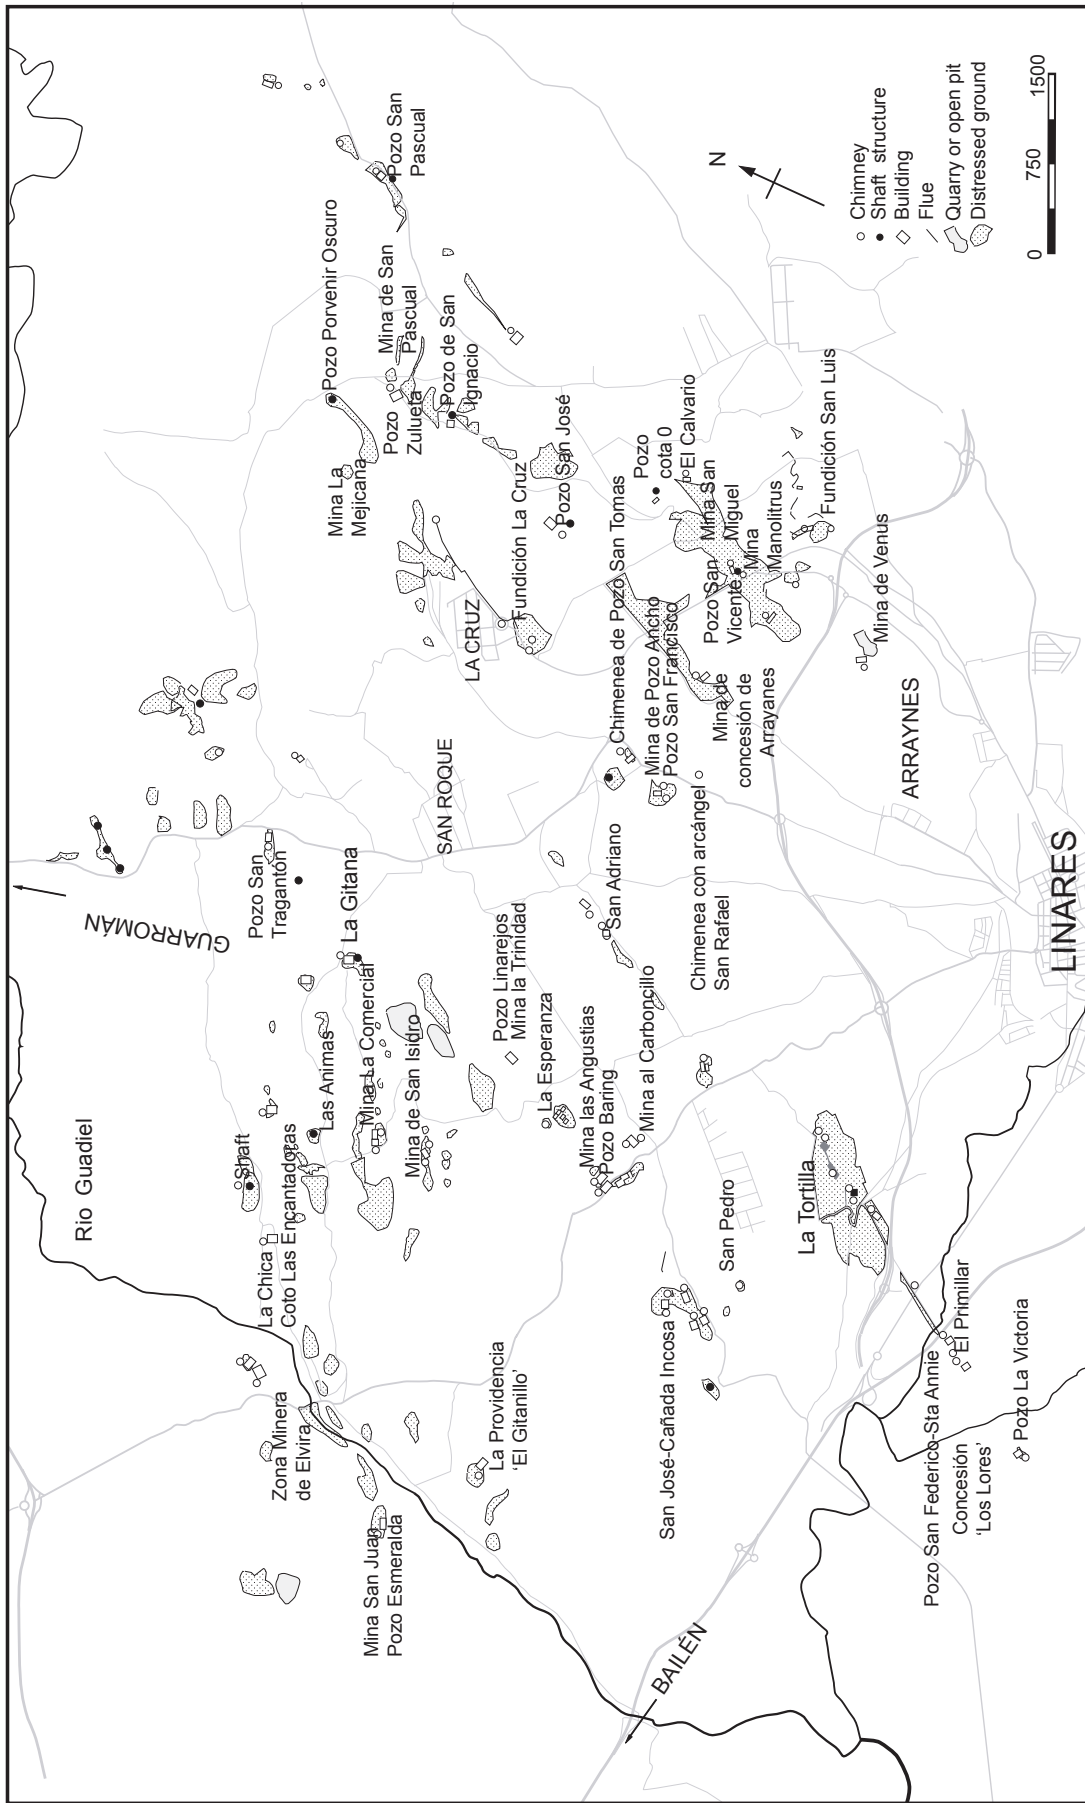 Rio Guadiel
GUARROMÁN
Zona Minera
de Elvira
La Chica
Coto Las Encantadoras
Shaft
Las Animas
Pozo San
Tragantón
Mina San Juan
Pozo Esmeralda
Mina La Comercial
La Gitana
Mina de San Isidro
Mina La
Mejicana
Pozo Porvenir Oscuro
Pozo
Zulueta
Mina de San
Pascual
Pozo San
Pascual
Pozo de San
Ignacio
SAN ROQUE
LA CRUZ
La Providencia
'El Gitanillo'
Pozo Linarejos
Mina la Trinidad
Fundición La Cruz
Pozo San José
La Esperanza
Mina las Angustias
Pozo Baring
San Adriano
Chimenea de Pozo San Tomas
Mina al Carboncillo
Mina de Pozo Ancho
Pozo San Francisco
Pozo
cota 0
El Calvario
San José-Cañada Incosa
San Pedro
Chimenea con arcángel
San Rafael
Mina de
concesión de
Arrayanes
Pozo San
Vicente
Mina San
Miguel
Mina
Manolitrus
Fundición San Luis
BAILÉN
La Tortilla
Mina de Venus
ARRAYNES
Pozo San Federico-Sta Annie
Concesión
'Los Lores'
El Primillar
Pozo La Victoria
LINARES
N
Chimney
Shaft structure
Building
Flue
Quarry or open pit
Distressed ground
0
750
1500